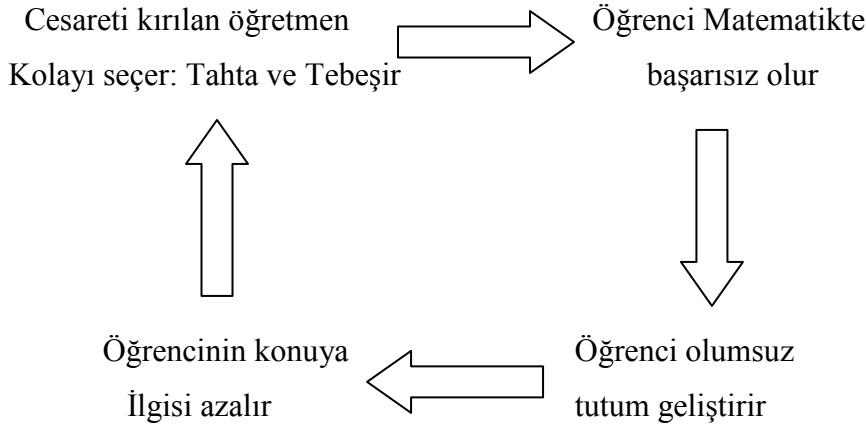 Cesareti kırılan öğretmen
Kolayı seçer: Tahta ve Tebeşir
Öğrenci Matematikte
başarısız olur
Öğrencinin konuya
İlgisi azalır
Öğrenci olumsuz
tutum geliştirir